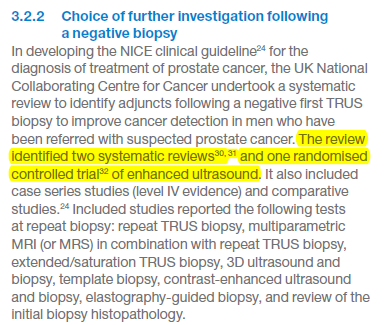 3.2.2 Choice of further investigation following
a negative biopsy
In developing the NICE clinical guideline24 for the
diagnosis of treatment of prostate cancer, the UK National
Collaborating Centre for Cancer undertook a systematic
review to identify adjuncts following a negative first TRUS
biopsy to improve cancer detection in men who have
been referred with suspected prostate cancer. The review
identified two systematic reviews30, 31 and one randomised
controlled trial32 of enhanced ultrasound. It also included
case series studies (level IV evidence) and comparative
studies.24 Included studies reported the following tests
at repeat biopsy: repeat TRUS biopsy, multiparametric
MRI (or MRS) in combination with repeat TRUS biopsy,
extended/saturation TRUS biopsy, 3D ultrasound and
biopsy, template biopsy, contrast-enhanced ultrasound
and biopsy, elastography-guided biopsy, and review of the
initial biopsy histopathology.